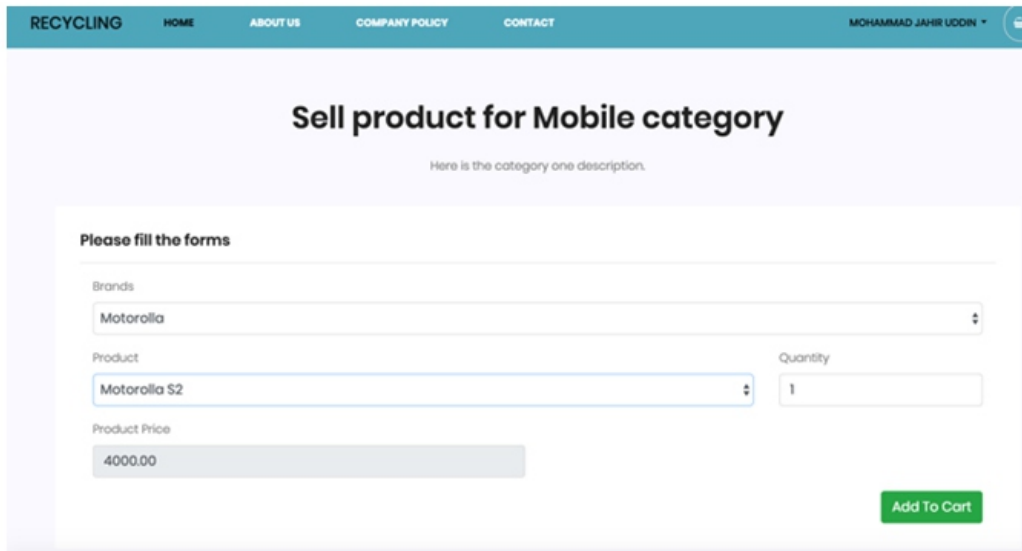 RECYCLING HOME ABOUT US COMPANY POLICY CONTACT MOHAMMAD JAHIR UDDIN
Sell product for Mobile category
Here is the category one description.
Please fill the forms
Brands
Motorolla
Product Quantity
Motorolla S2 1
Product Price
4000.00
Add To Cart